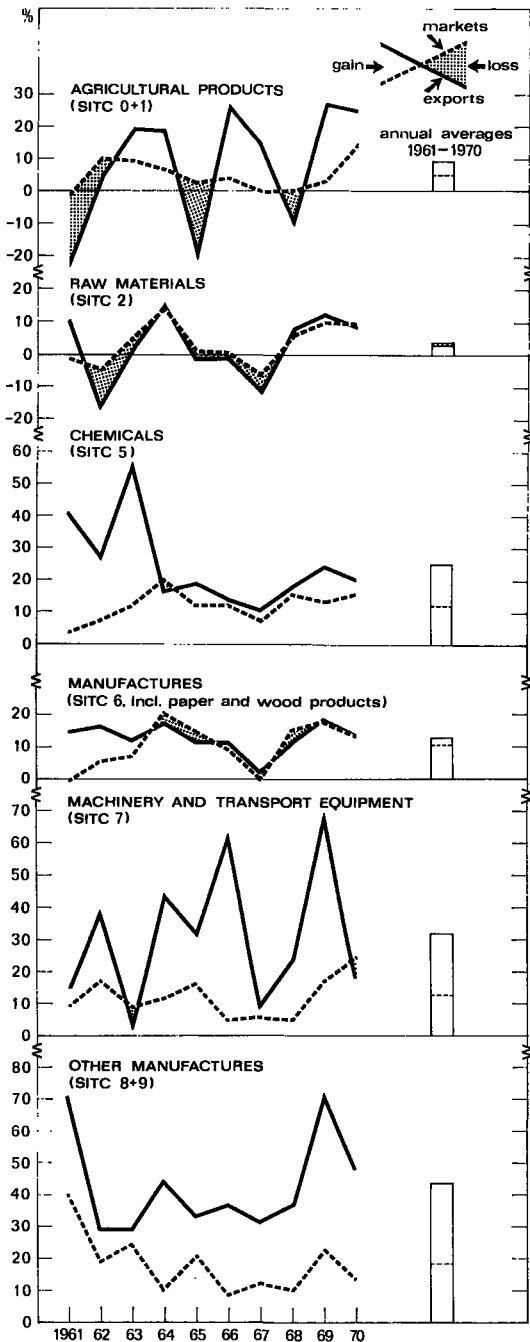 %
markets
gain
loss
exports
AGRICULTURAL PRODUCTS
(SITC 0+1)
annual averages
1961-1970
30
20
10
0
-10
-20
RAW MATERIALS
(SITC 2)
20
10
0
-10
-20
CHEMICALS
(SITC 5)
60
50
40
30
20
10
0
MANUFACTURES
(SITC 6, incl. paper and wood products)
20
10
0
MACHINERY AND TRANSPORT EQUIPMENT
(SITC 7)
70
60
50
40
30
20
10
0
OTHER MANUFACTURES
(SITC 8+9)
70
60
50
40
30
20
10
0
1961 62 63 64 65 66 67 68 69 70